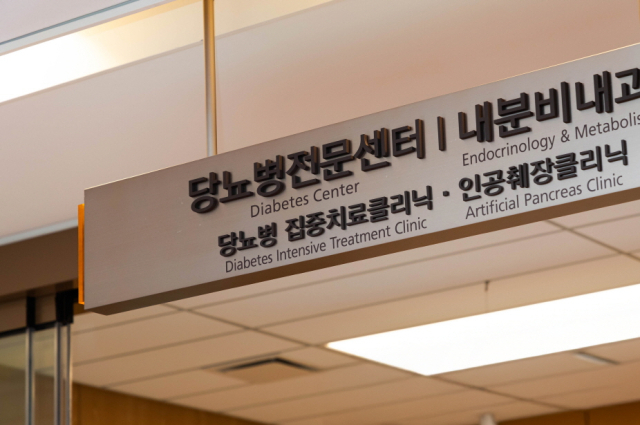 당뇨병전문센터 | 내분비내과
Diabetes Center Endocrinology & Metabolis
당뇨병 집중치료클리닉 · 인공췌장클리닉
Diabetes Intensive Treatment Clinic Artificial Pancreas Clinic